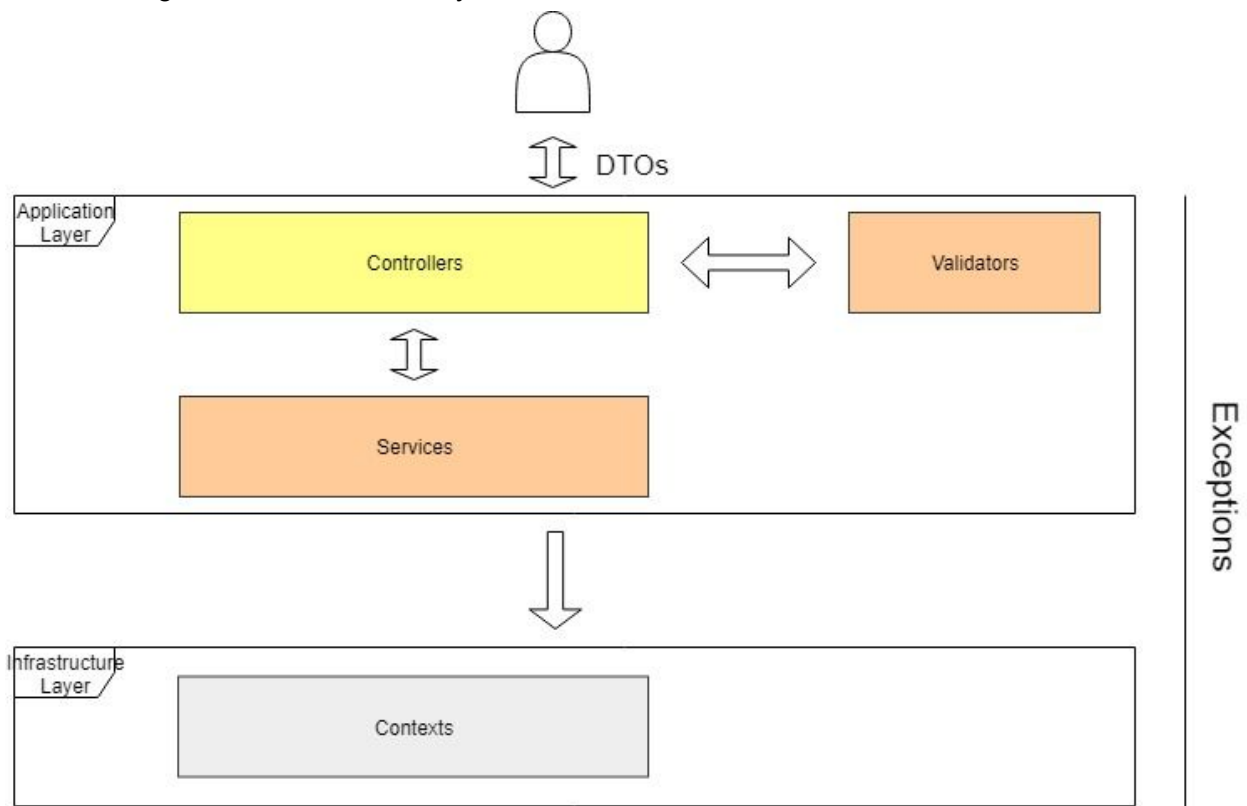 DTOs
Application
Layer
Controllers
Validators
Services
Exceptions
Infrastructure
Layer
Contexts